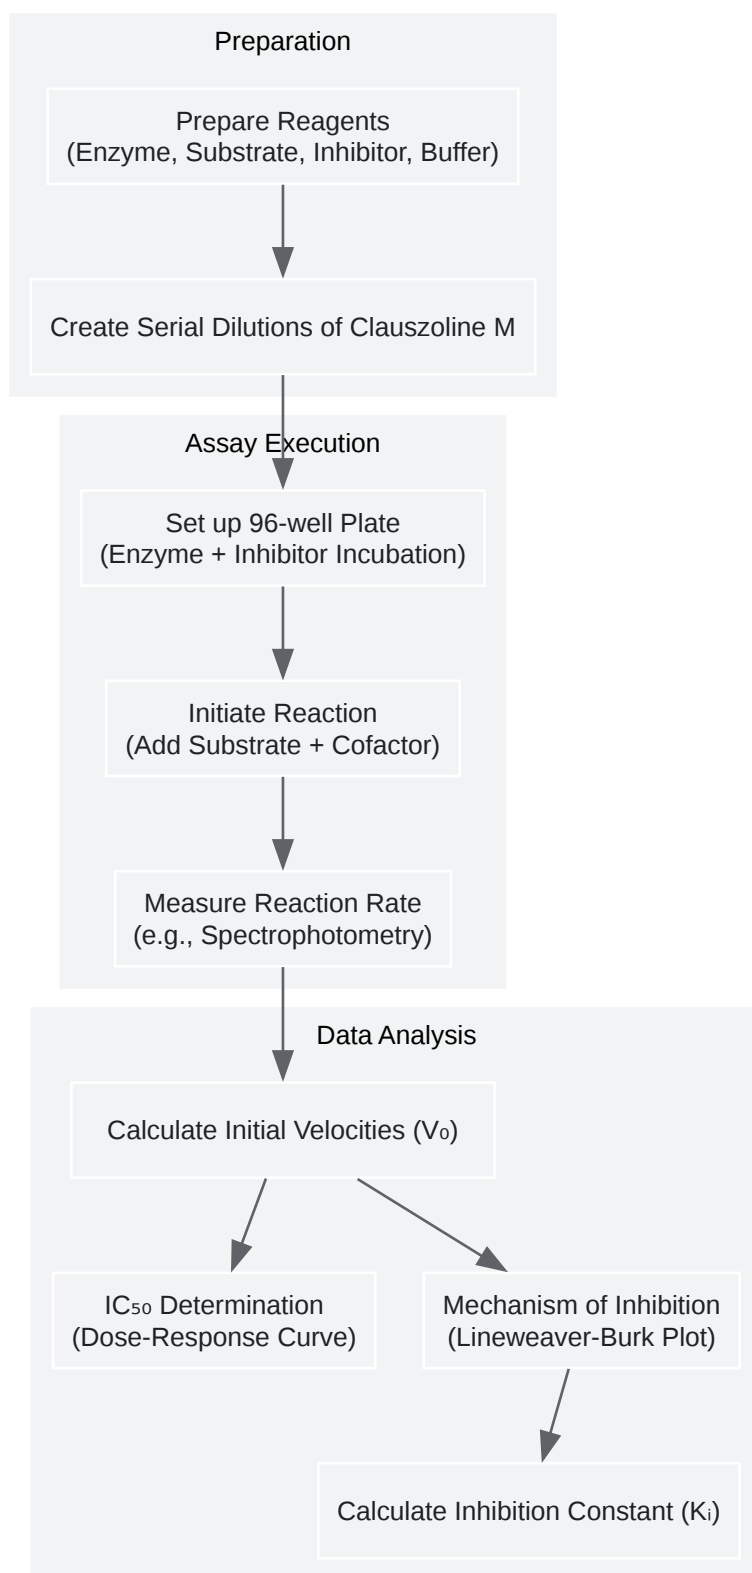 Preparation
Prepare Reagents
(Enzyme, Substrate, Inhibitor, Buffer)
Create Serial Dilutions of Clauszoline M
Assay Execution
Set up 96-well Plate
(Enzyme + Inhibitor Incubation)
Initiate Reaction
(Add Substrate + Cofactor)
Measure Reaction Rate
(e.g., Spectrophotometry)
Data Analysis
Calculate Initial Velocities (V₀)
IC₅₀ Determination
(Dose-Response Curve)
Mechanism of Inhibition
(Lineweaver-Burk Plot)
Calculate Inhibition Constant (Kᵢ)